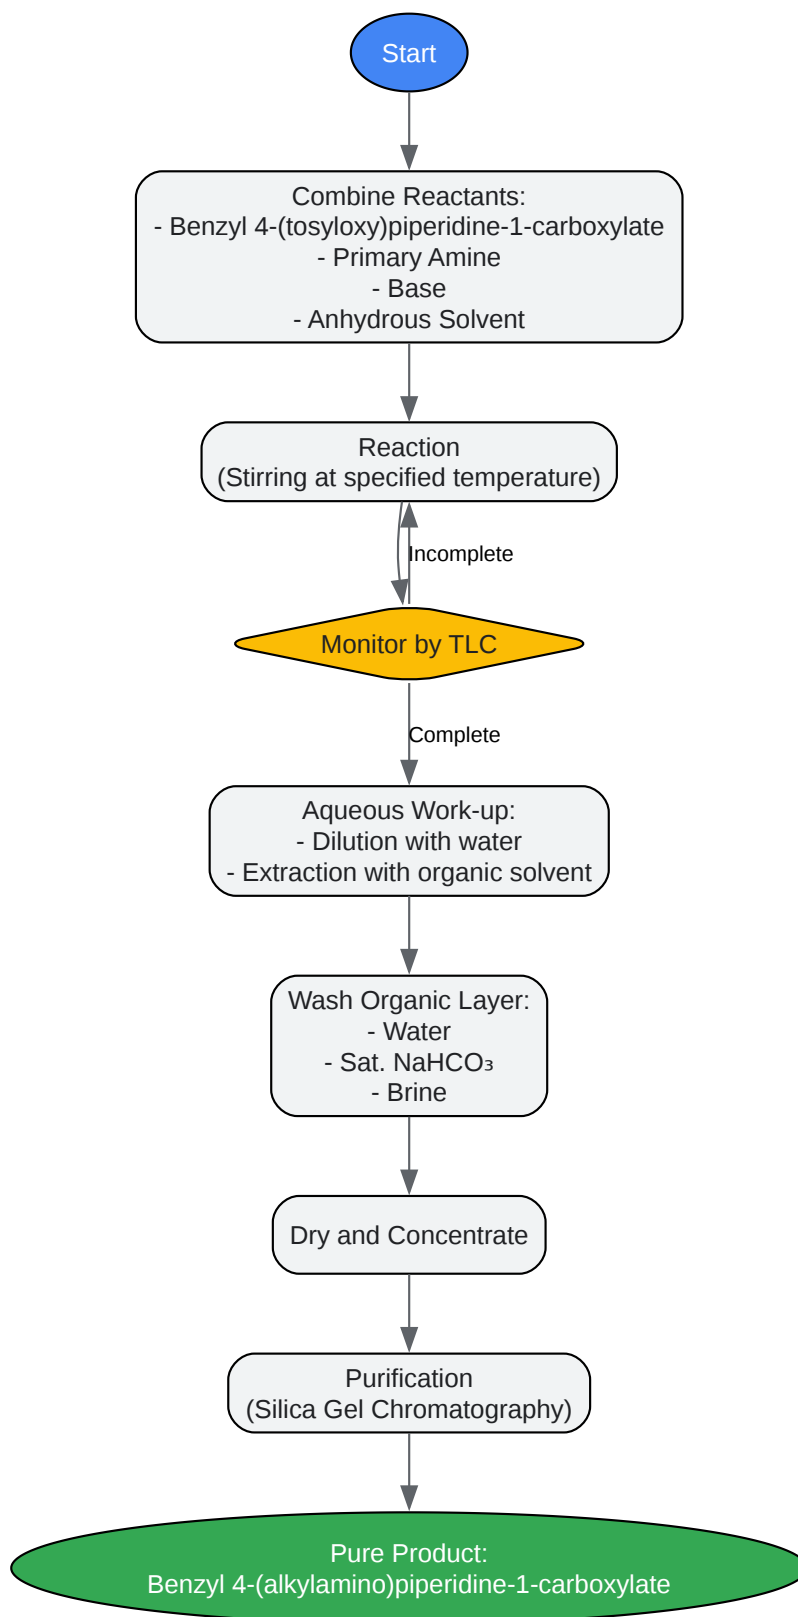 Start
Combine Reactants:
- Benzyl 4-(tosyloxy)piperidine-1-carboxylate
- Primary Amine
- Base
- Anhydrous Solvent
Reaction
(Stirring at specified temperature)
Incomplete
Monitor by TLC
Complete
Aqueous Work-up:
- Dilution with water
- Extraction with organic solvent
Wash Organic Layer:
- Water
- Sat. NaHCO₃
- Brine
Dry and Concentrate
Purification
(Silica Gel Chromatography)
Pure Product:
Benzyl 4-(alkylamino)piperidine-1-carboxylate